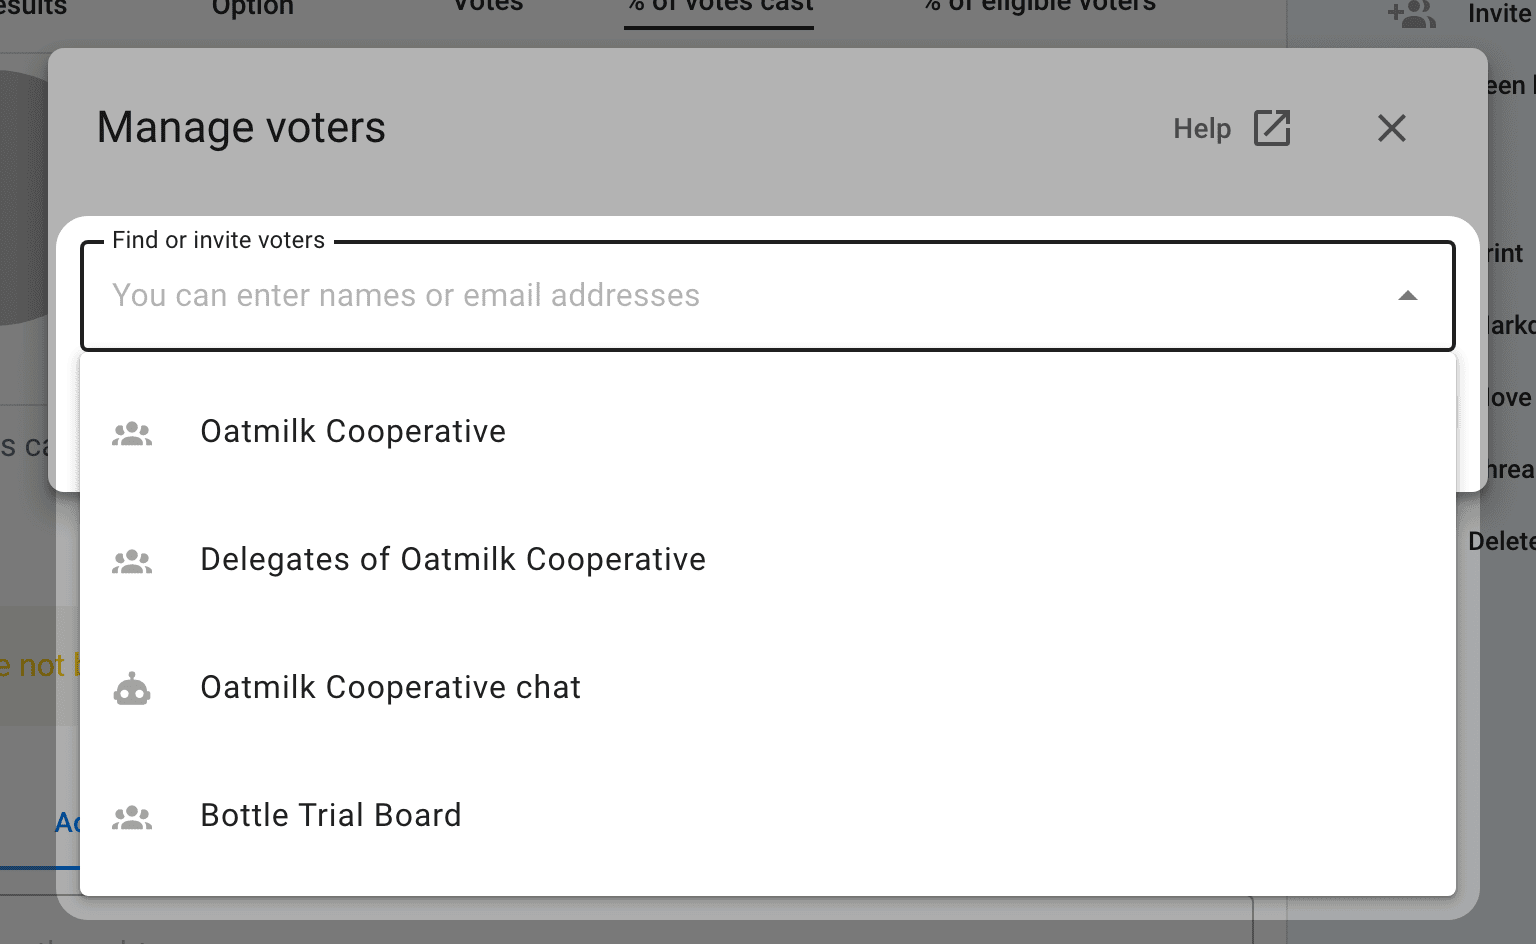 Option
Votes
% of votes cast
% of eligible voters
Invite
Manage voters
Help
Find or invite voters
You can enter names or email addresses
Oatmilk Cooperative
Delegates of Oatmilk Cooperative
Delete
Oatmilk Cooperative chat
e not
Bottle Trial Board